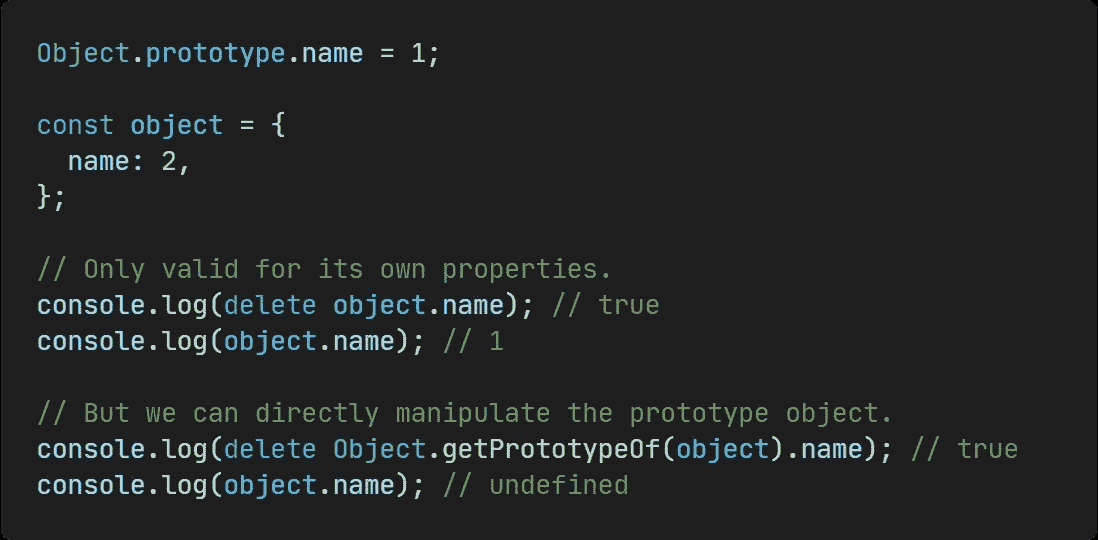 Object.prototype.name = 1;

const object = {
  name: 2,
};

// Only valid for its own properties.
console.log(delete object.name); // true
console.log(object.name); // 1

// But we can directly manipulate the prototype object.
console.log(delete Object.getPrototypeOf(object).name); // true
console.log(object.name); // undefined